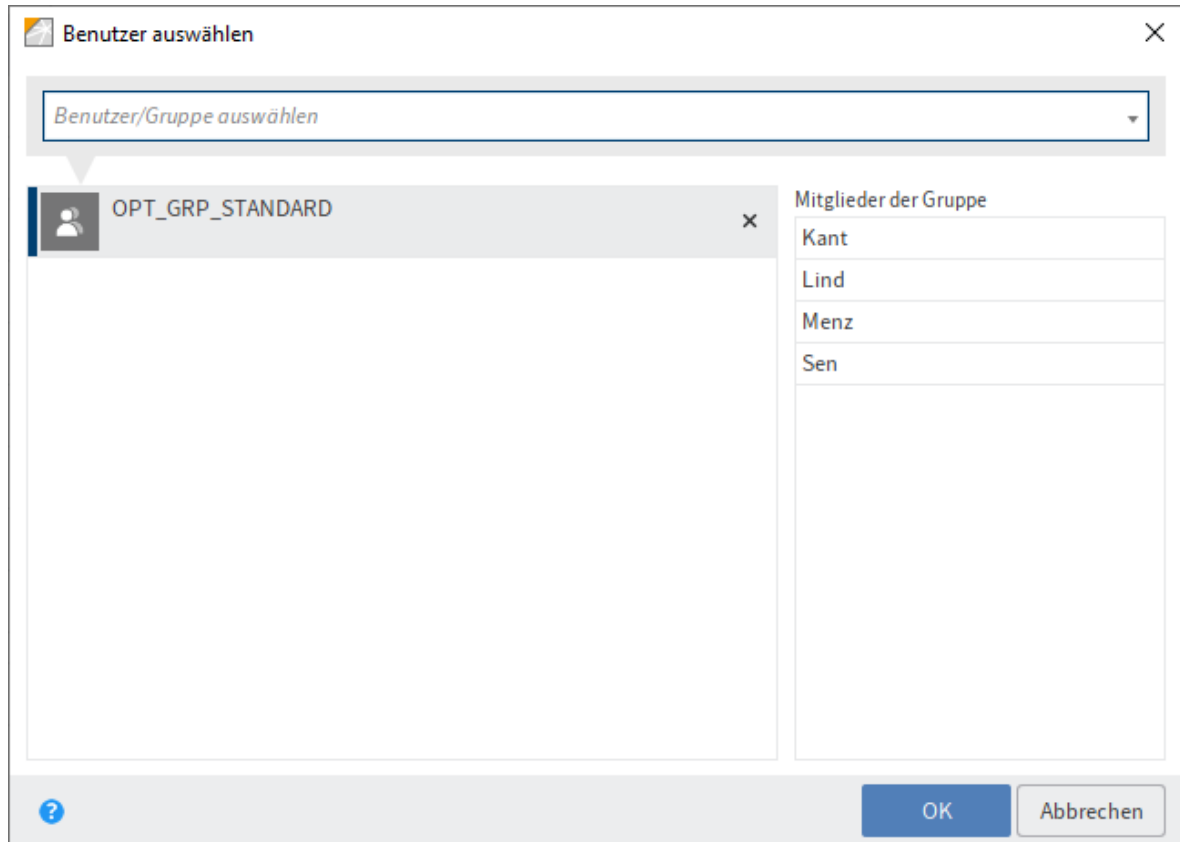 Benutzer auswählen
Benutzer/Gruppe auswählen
OPT_GRP_STANDARD
Mitglieder der Gruppe
Kant
Lind
Menz
Sen
OK
Abbrechen